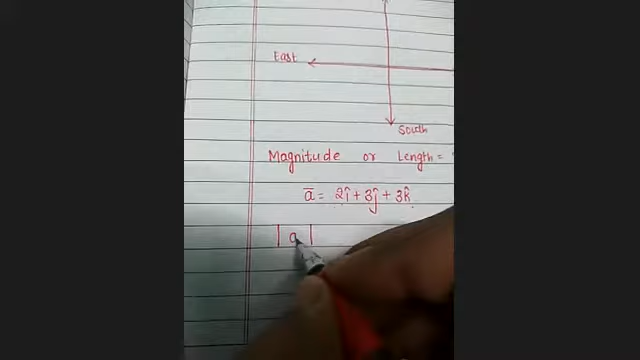 East
South
Magnitude or Length =
a̅ = 2î + 3ĵ + 3k̂
|a|